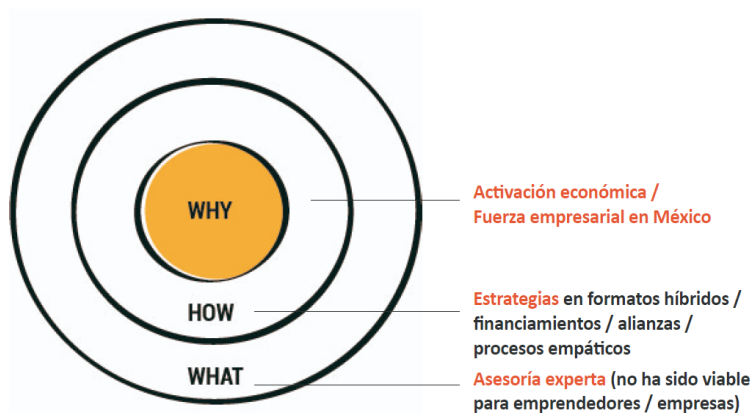 WHY
Activación económica /
Fuerza empresarial en México
HOW
Estrategias en formatos híbridos /
financiamientos / alianzas /
procesos empáticos
WHAT
Asesoría experta (no ha sido viable
para emprendedores / empresas)